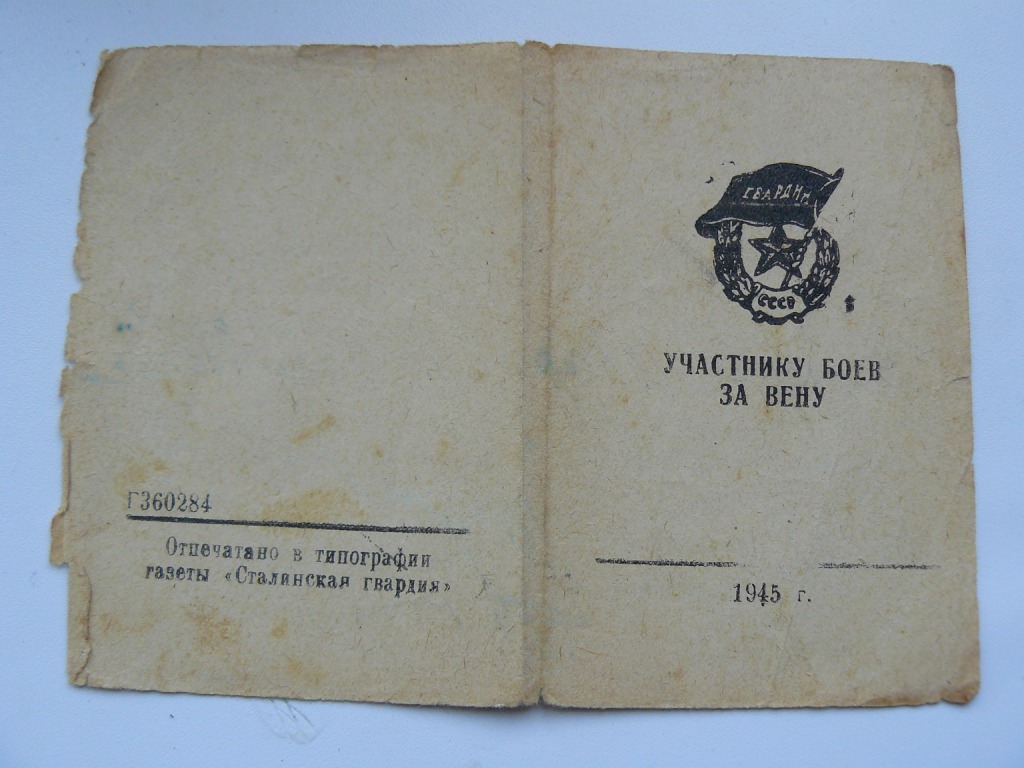 Г360284
Отпечатано в типографии
газеты «Сталинская гвардия»
ГВАРДИЯ
СССР
УЧАСТНИКУ БОЕВ
ЗА ВЕНУ
1945 г.